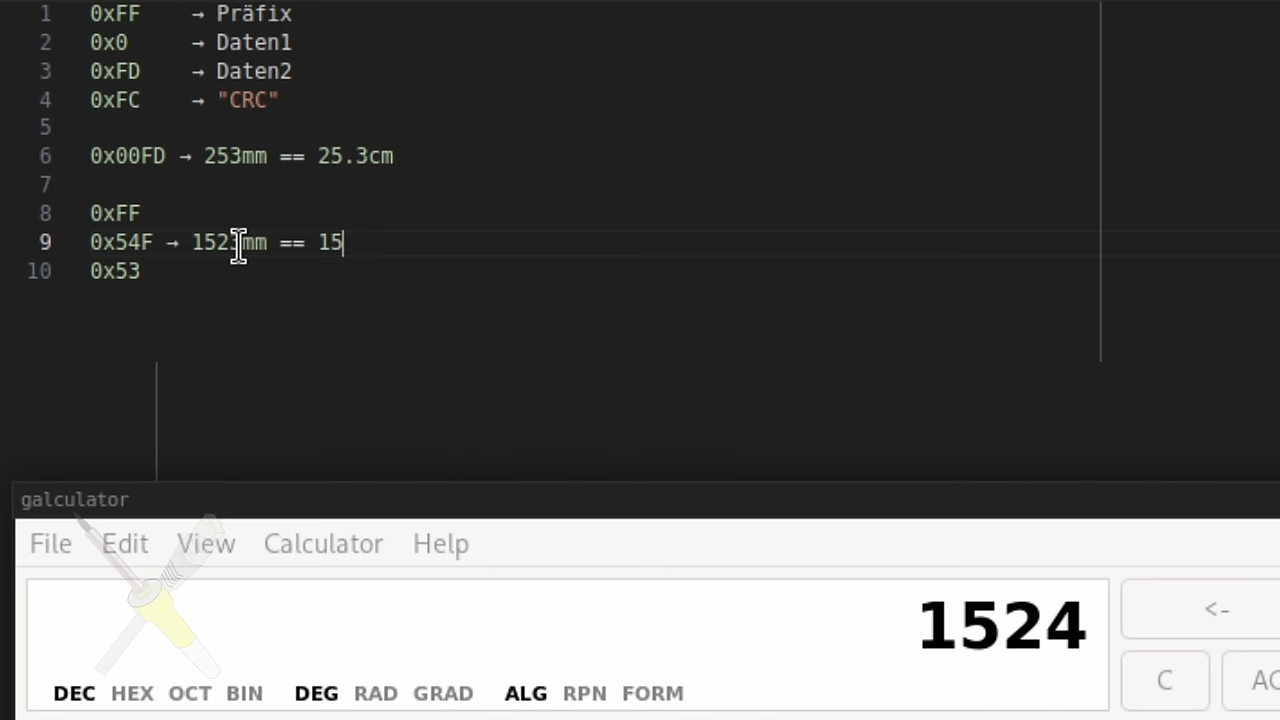 1 0xFF → Präfix
2 0x0 → Daten1
3 0xFD → Daten2
4 0xFC → "CRC"
5
6 0x00FD → 253mm == 25.3cm
7
8 0xFF
9 0x54F → 1523mm == 15
10 0x53
galculator
File Edit View Calculator Help
1524
<-
DEC HEX OCT BIN DEG RAD GRAD ALG RPN FORM
C